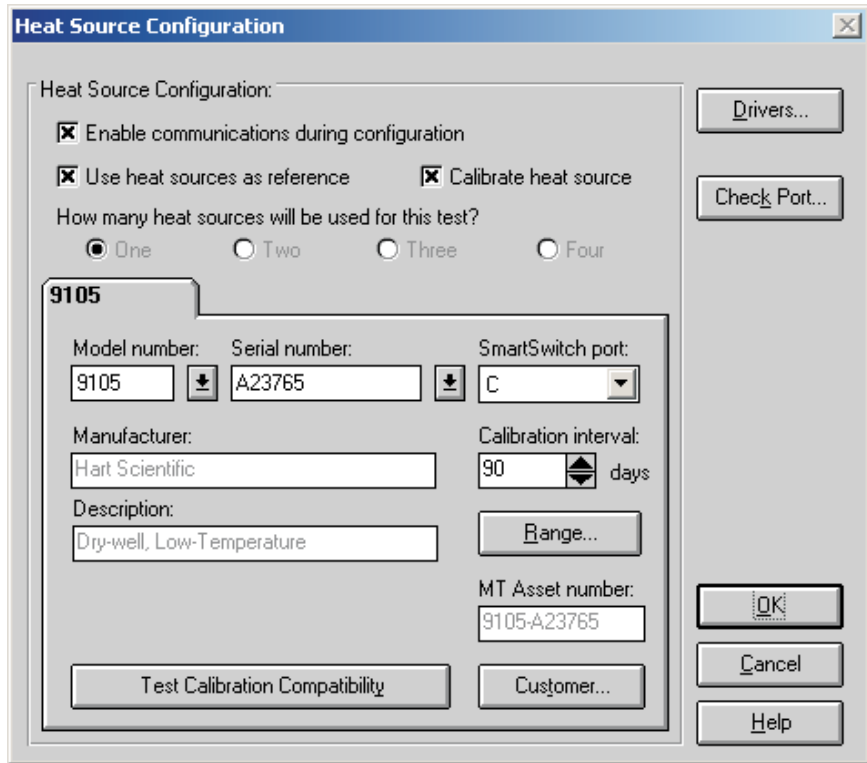 Heat Source Configuration
Heat Source Configuration:
Drivers...
Enable communications during configuration
Use heat sources as reference
Calibrate heat source
Check Port...
How many heat sources will be used for this test?
One
Two
Three
Four
9105
Model number:
Serial number:
SmartSwitch port:
9105
A23765
C
Manufacturer:
Calibration interval:
Hart Scientific
90
days
Description:
Dry-well, Low-Temperature
Range...
MT Asset number:
9105-A23765
OK
Test Calibration Compatibility
Customer...
Cancel
Help